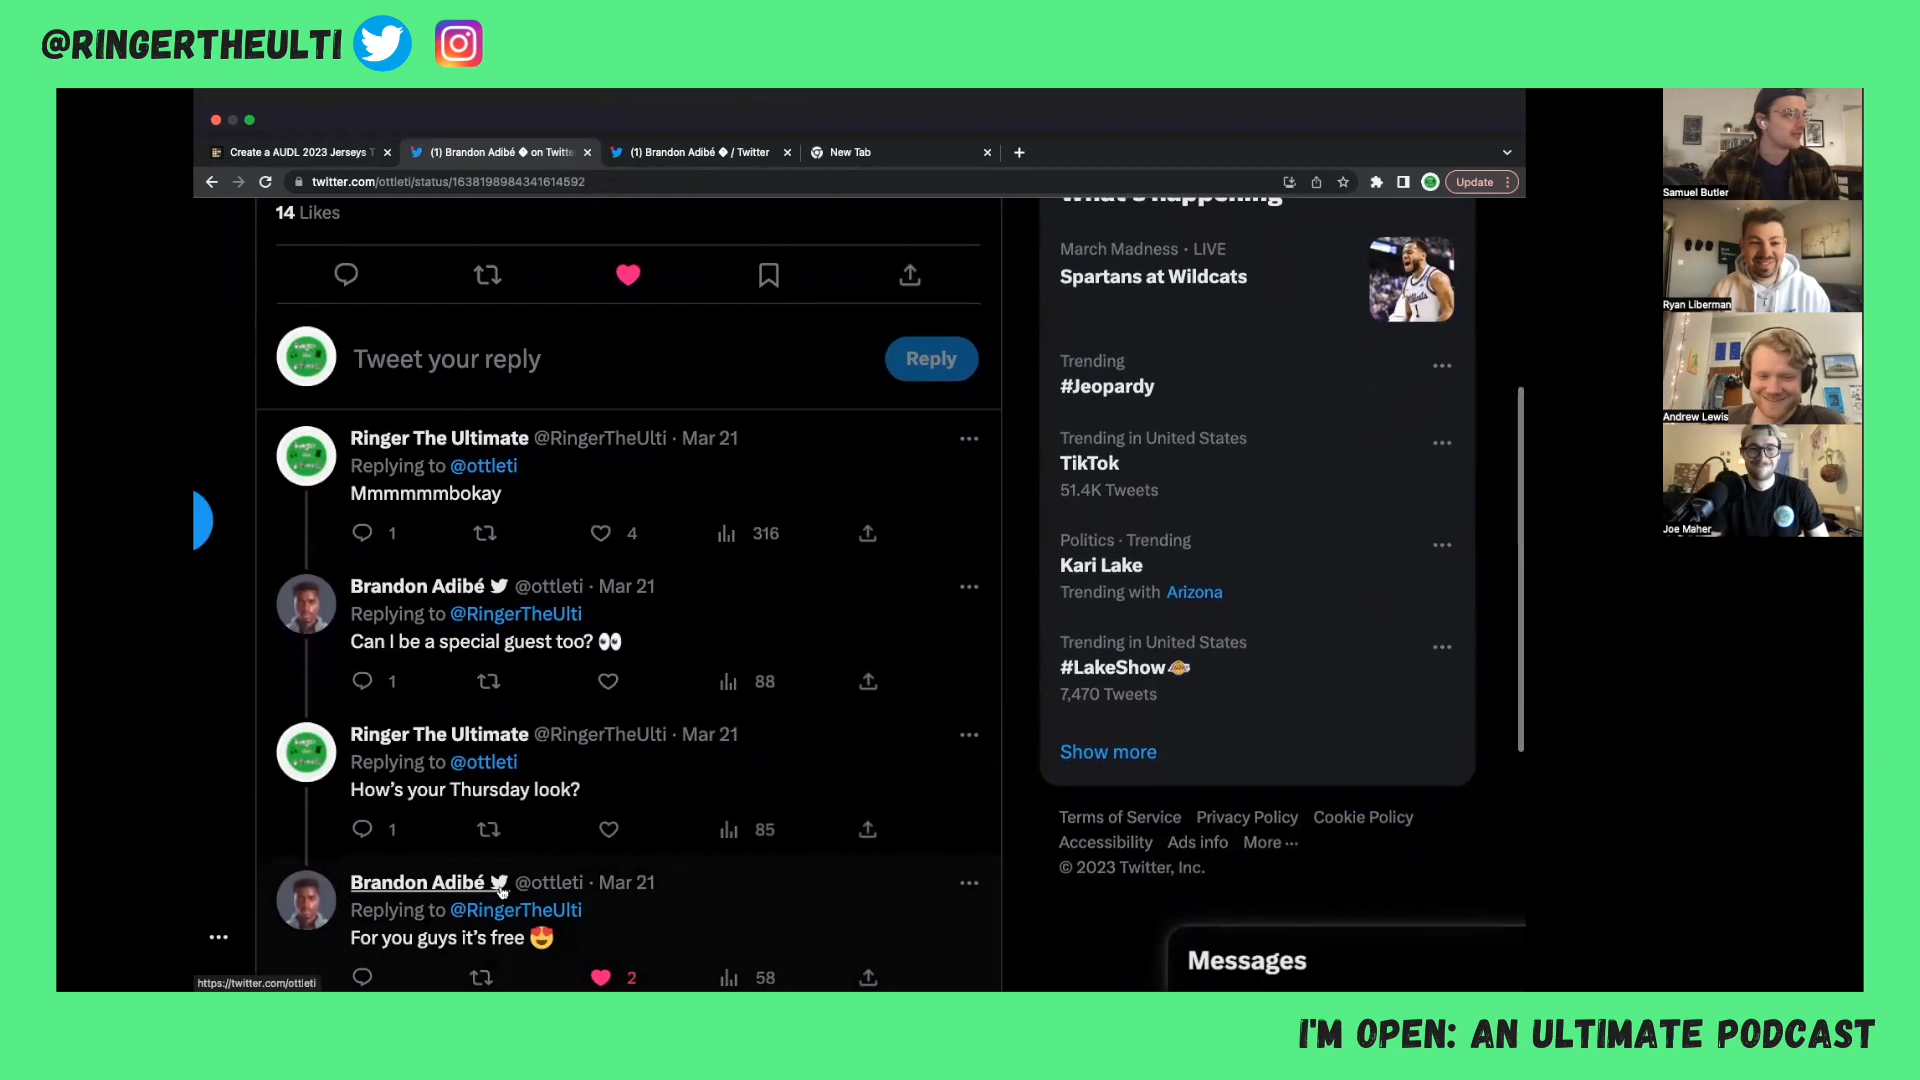 @RINGERTHEULTI
Create a AUDL 2023 Jerseys T
(1) Brandon Adibé ◆ on Twitte
(1) Brandon Adibé ◆ / Twitter
New Tab
twitter.com/ottleti/status/1638198984341614592
Update
14 Likes
Tweet your reply
Reply
Ringer The Ultimate @RingerTheUlti · Mar 21
Replying to @ottleti
Mmmmmmbokay
1
4
316
Brandon Adibé @ottleti · Mar 21
Replying to @RingerTheUlti
Can I be a special guest too? 👀
1
88
Ringer The Ultimate @RingerTheUlti · Mar 21
Replying to @ottleti
How's your Thursday look?
1
85
Brandon Adibé @ottleti · Mar 21
Replying to @RingerTheUlti
For you guys it's free 😍
2
58
https://twitter.com/ottleti
What's happening
March Madness · LIVE
Spartans at Wildcats
Trending
#Jeopardy
Trending in United States
TikTok
51.4K Tweets
Politics · Trending
Kari Lake
Trending with Arizona
Trending in United States
#LakeShow
7,470 Tweets
Show more
Terms of Service Privacy Policy Cookie Policy
Accessibility Ads info More ···
© 2023 Twitter, Inc.
Messages
Samuel Butler
Ryan Liberman
Andrew Lewis
Joe Maher
I'M OPEN: AN ULTIMATE PODCAST